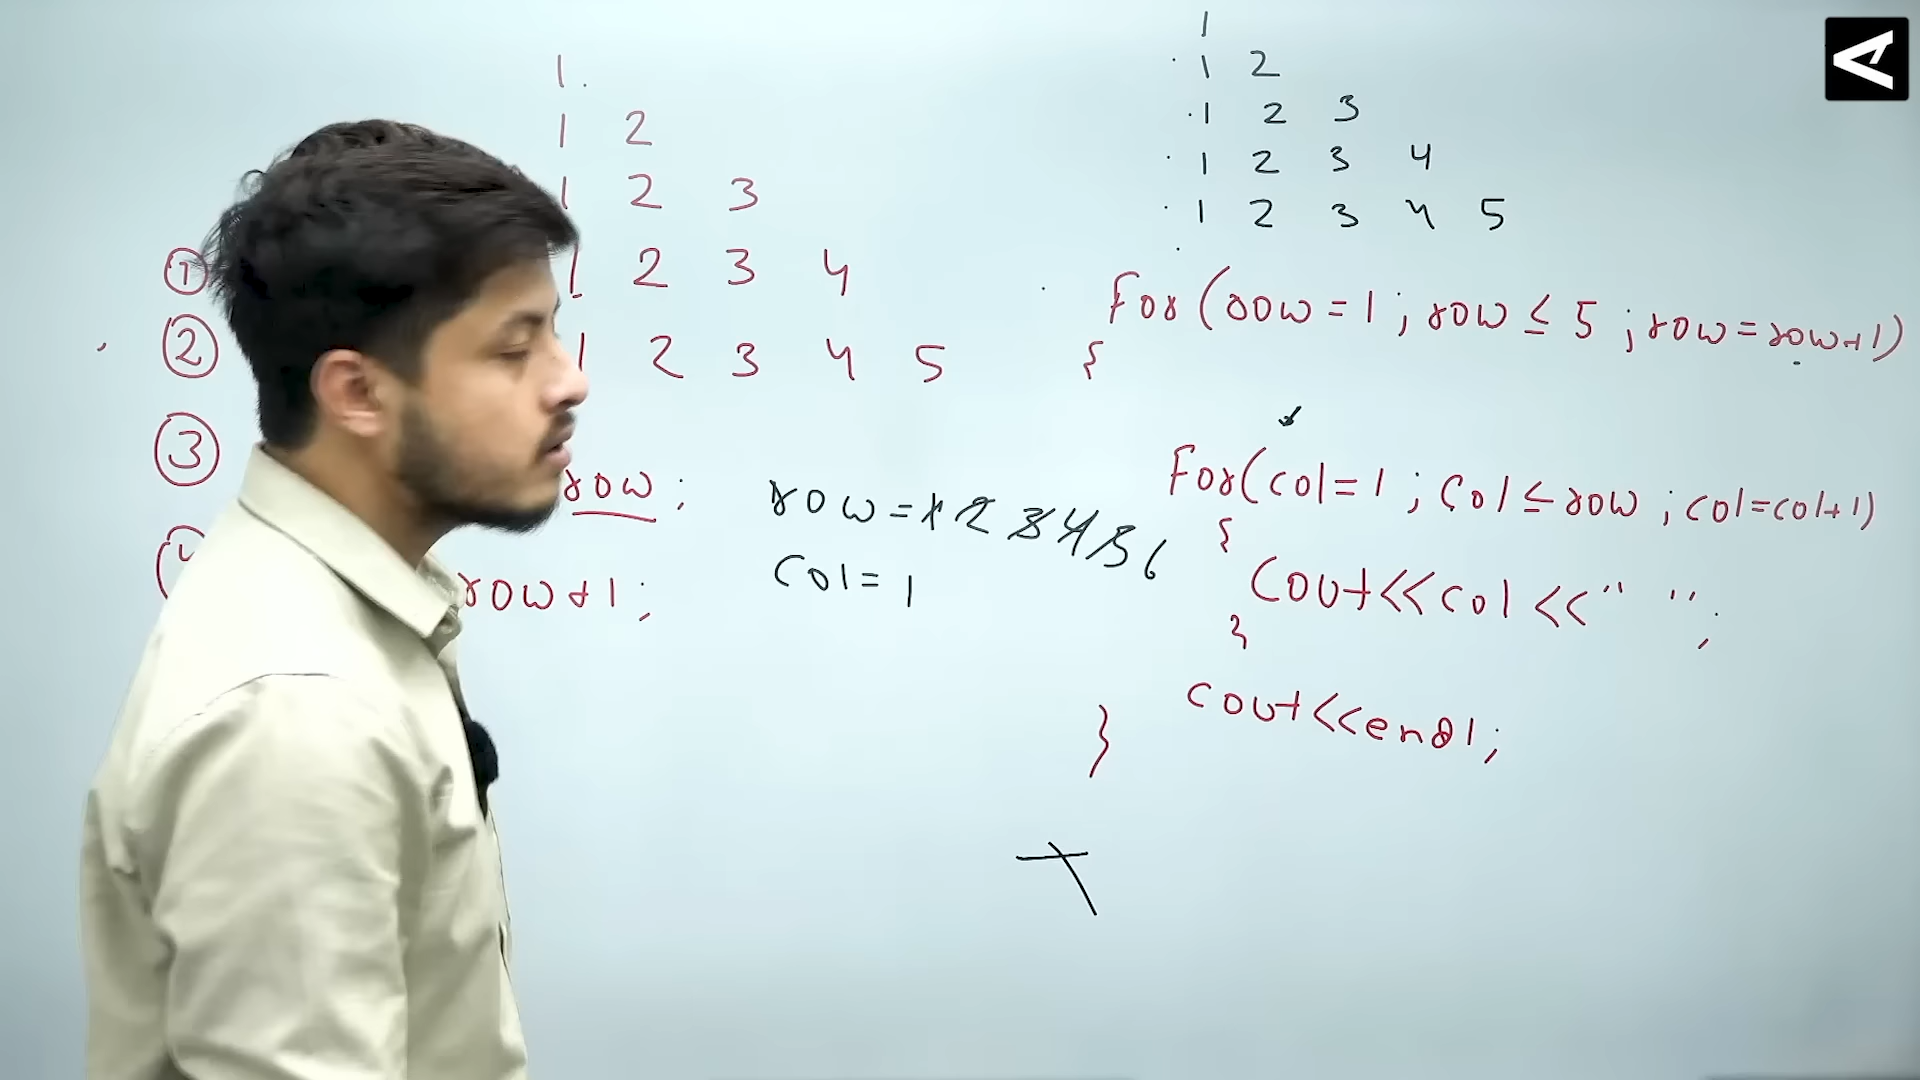 1
1 2
1 2 3
1 2 3 4
1 2 3 4 5
①
②
③
row;
row+1;
row = 1 2 3 4 5 6
Col = 1
1
1 2
1 2 3
1 2 3 4
1 2 3 4 5
For(row=1; row ≤ 5; row=row+1)
{
For(col=1; Col ≤ row; col=col+1)
{
Cout<<col<<" ";
}
cout<<endl;
}